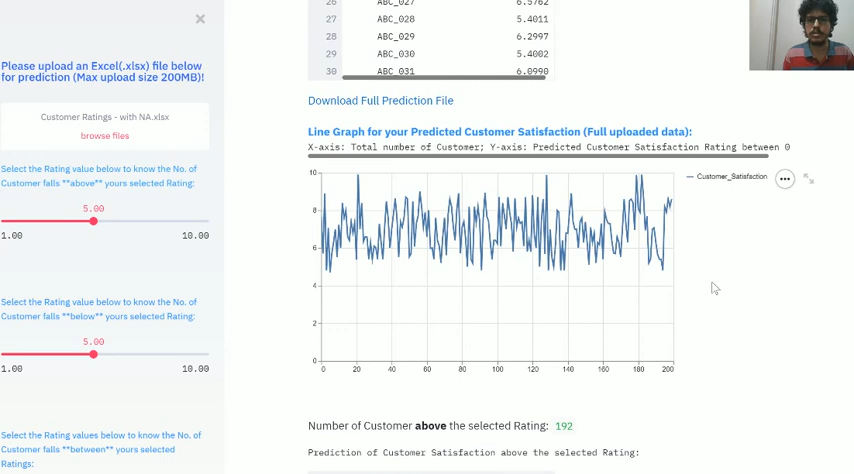 ×
Please upload an Excel(.xlsx) file below
for prediction (Max upload size 200MB)!
Customer Ratings - with NA.xlsx
browse files
Select the Rating value below to know the No. of
Customer falls **above** yours selected Rating:
5.00
1.00 10.00
Select the Rating value below to know the No. of
Customer falls **below** yours selected Rating:
5.00
1.00 10.00
Select the Rating values below to know the No. of
Customer falls **between** yours selected
Ratings:
26 ABC_027 6.5762
27 ABC_028 5.4011
28 ABC_029 6.2997
29 ABC_030 5.4002
30 ABC_031 6.0990
Download Full Prediction File
Line Graph for your Predicted Customer Satisfaction (Full uploaded data):
X-axis: Total number of Customer; Y-axis: Predicted Customer Satisfaction Rating between 0
Customer_Satisfaction
10
8
6
4
2
0
0 20 40 60 80 100 120 140 160 180 200
Number of Customer above the selected Rating: 192
Prediction of Customer Satisfaction above the selected Rating: